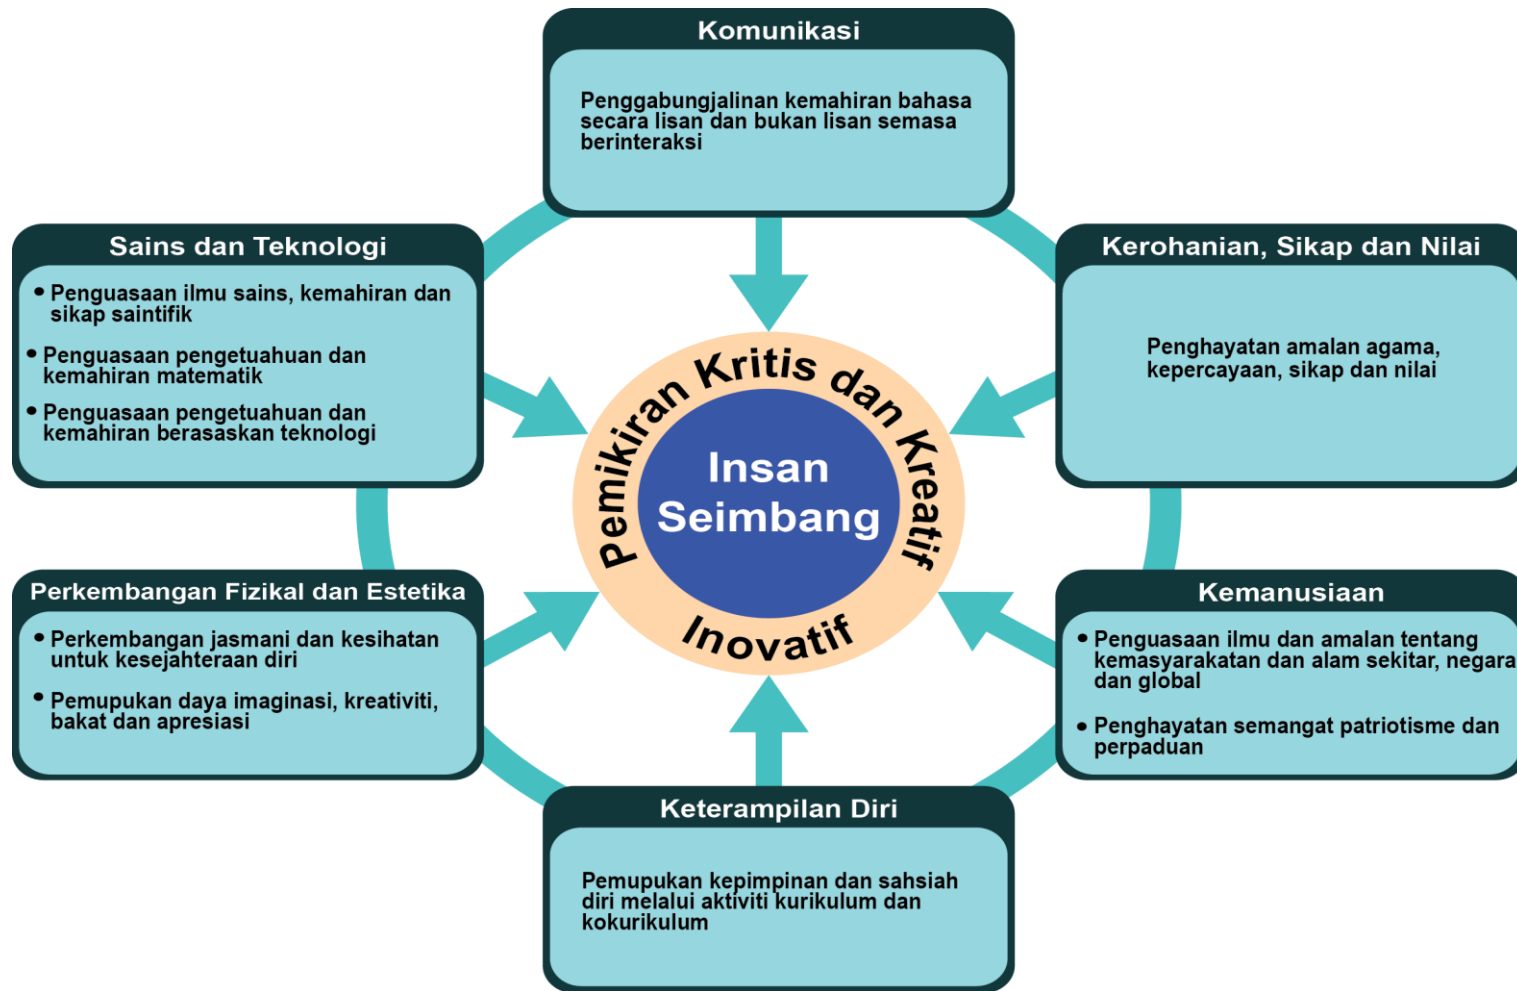 Komunikasi
Penggabungjalinan kemahiran bahasa
secara lisan dan bukan lisan semasa
berinteraksi
Sains dan Teknologi
• Penguasaan ilmu sains, kemahiran dan
sikap saintifik
• Penguasaan pengetuahuan dan
kemahiran matematik
• Penguasaan pengetuahuan dan
kemahiran berasaskan teknologi
Kerohanian, Sikap dan Nilai
Penghayatan amalan agama,
kepercayaan, sikap dan nilai
Pemikiran Kritis dan Kreatif
Insan
Seimbang
Inovatif
Perkembangan Fizikal dan Estetika
• Perkembangan jasmani dan kesihatan
untuk kesejahteraan diri
• Pemupukan daya imaginasi, kreativiti,
bakat dan apresiasi
Kemanusiaan
• Penguasaan ilmu dan amalan tentang
kemasyarakatan dan alam sekitar, negara
dan global
• Penghayatan semangat patriotisme dan
perpaduan
Keterampilan Diri
Pemupukan kepimpinan dan sahsiah
diri melalui aktiviti kurikulum dan
kokurikulum